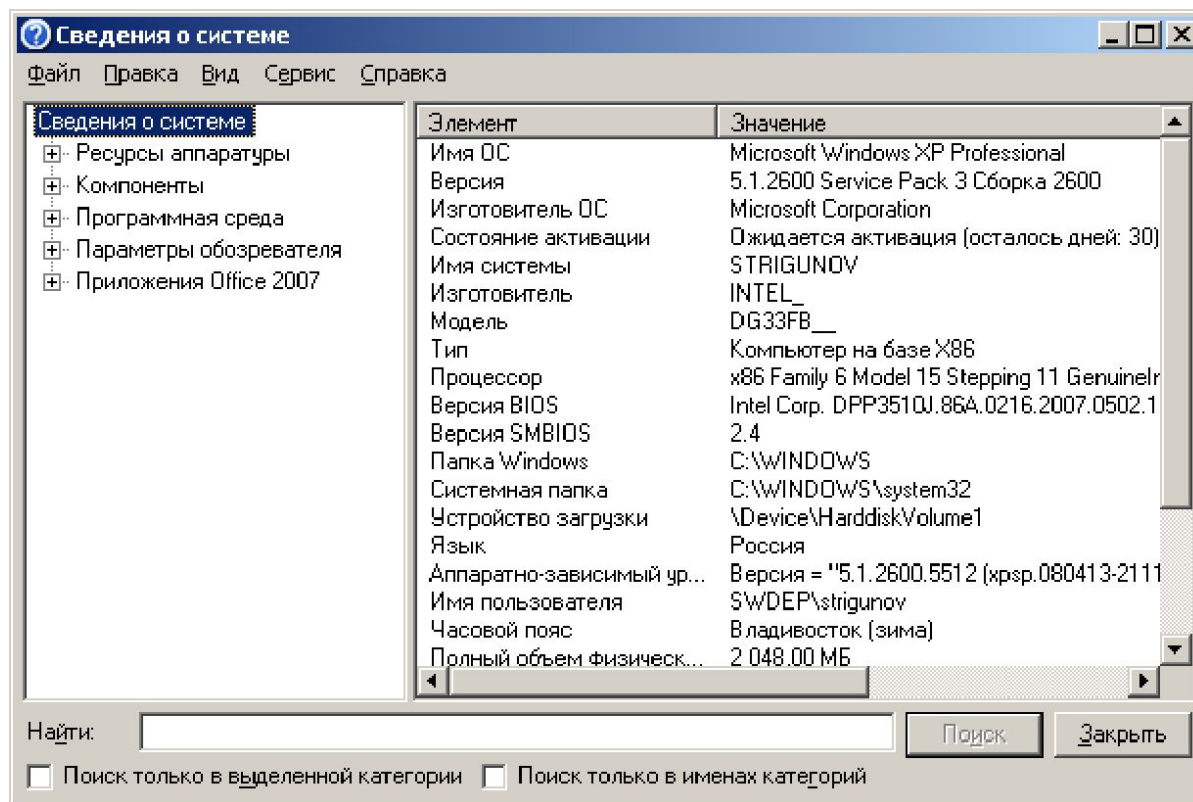 Сведения о системе
Файл Правка Вид Сервис Справка
Сведения о системе
Ресурсы аппаратуры
Компоненты
Программная среда
Параметры обозревателя
Приложения Office 2007
Элемент Значение
Имя ОС Microsoft Windows XP Professional
Версия 5.1.2600 Service Pack 3 Сборка 2600
Изготовитель ОС Microsoft Corporation
Состояние активации Ожидается активация (осталось дней: 30)
Имя системы STRIGUNOV
Изготовитель INTEL_
Модель DG33FB__
Тип Компьютер на базе X86
Процессор x86 Family 6 Model 15 Stepping 11 GenuineIr
Версия BIOS Intel Corp. DPP3510J.86A.0216.2007.0502.1
Версия SMBIOS 2.4
Папка Windows C:\WINDOWS
Системная папка C:\WINDOWS\system32
Устройство загрузки \Device\HarddiskVolume1
Язык Россия
Аппаратно-зависимый ур... Версия = "5.1.2600.5512 (xpsp.080413-2111
Имя пользователя SWDEP\strigunov
Часовой пояс Владивосток (зима)
Полный объем физическ... 2 048.00 МБ
Найти: Поиск Закрыть
Поиск только в выделенной категории Поиск только в именах категорий